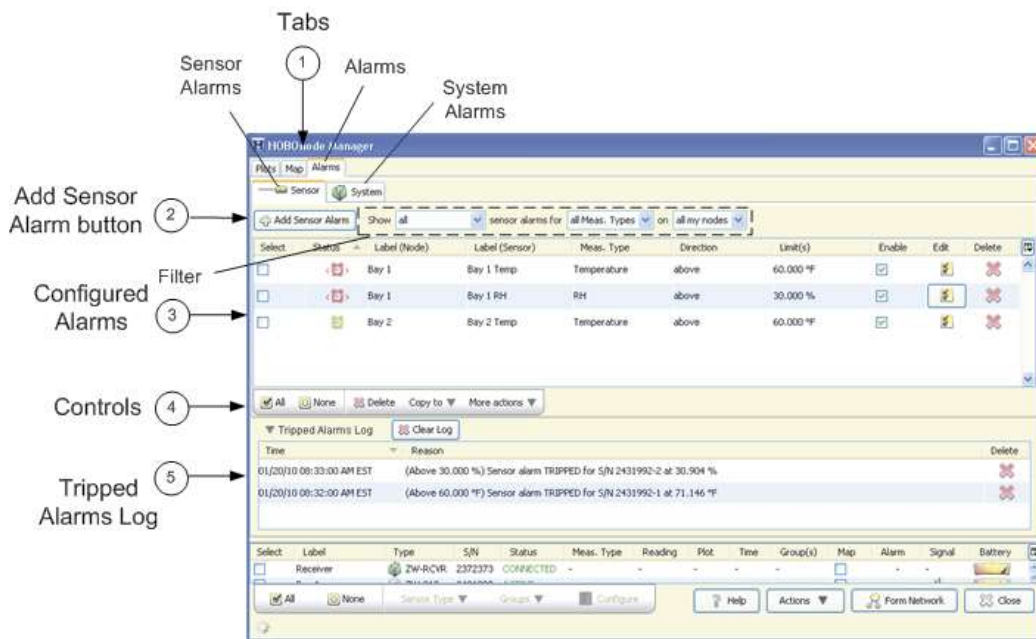 Tabs
1
Sensor Alarms
Alarms
System Alarms
HOBOnode Manager
Plots Map Alarms
Sensor System
Add Sensor Alarm button
2
Add Sensor Alarm Show all sensor alarms for all Meas. Types on all my nodes
Filter
Select Status Label (Node) Label (Sensor) Meas. Type Direction Limit(s) Enable Edit Delete
Bay 1 Bay 1 Temp Temperature above 60.000 °F
Configured Alarms
3
Bay 1 Bay 1 RH RH above 30.000 %
Bay 2 Bay 2 Temp Temperature above 60.000 °F
Controls
4
All None Delete Copy to More actions
Tripped Alarms Log Clear Log
Time Reason Delete
5
01/20/10 08:33:00 AM EST (Above 30.000 %) Sensor alarm TRIPPED for S/N 2431992-2 at 30.904 %
01/20/10 08:32:00 AM EST (Above 60.000 °F) Sensor alarm TRIPPED for S/N 2431992-1 at 71.146 °F
Tripped Alarms Log
Select Label Type S/N Status Meas. Type Reading Plot Time Group(s) Map Alarm Signal Battery
Receiver ZW-RCVR 2372373 CONNECTED - - - - - - -
All None Sensor Type Groups Configure Help Actions Form Network Close